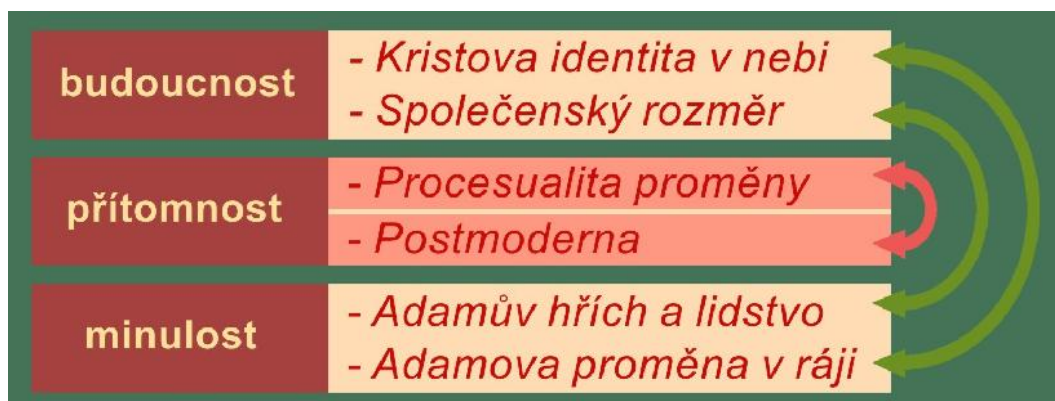 budoucnost
- Kristova identita v nebi
- Společenský rozměr
přítomnost
- Procesualita proměny
- Postmoderna
minulost
- Adamův hřích a lidstvo
- Adamova proměna v ráji